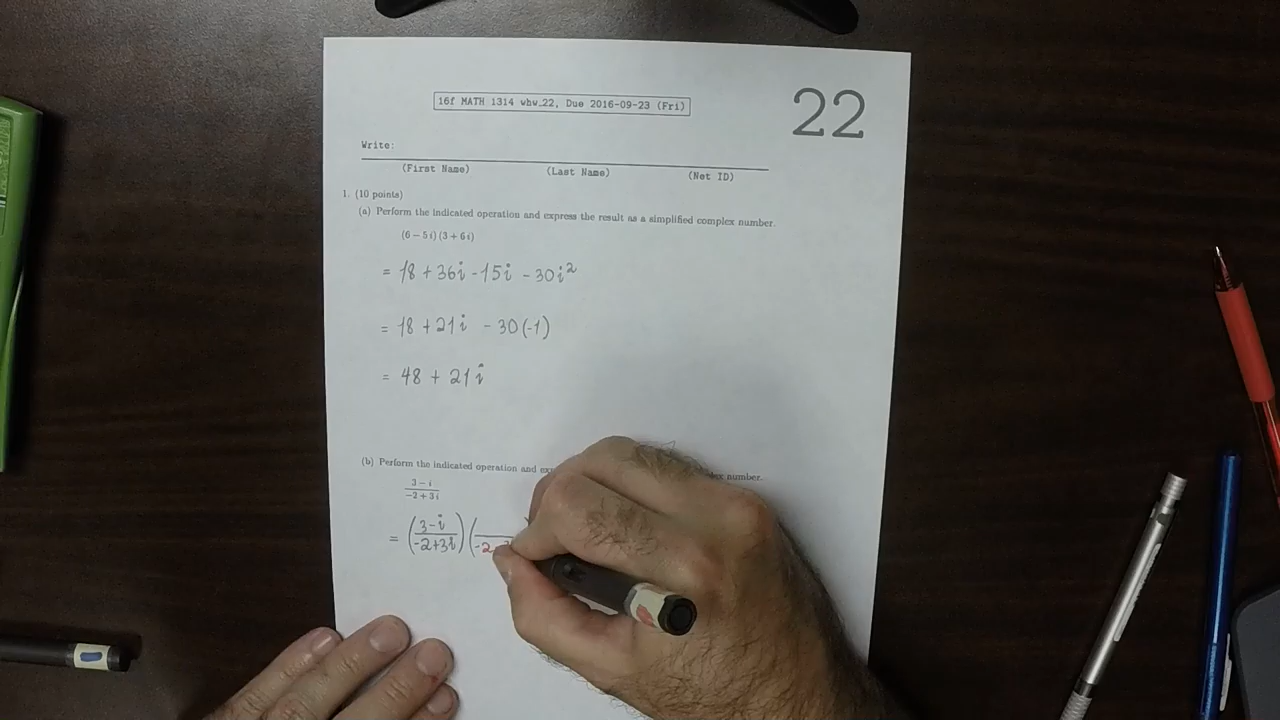 16f MATH 1314 whw.22, Due 2016-09-23 (Fri)
22
Write:
(First Name) (Last Name) (Net ID)
1. (10 points)
(a) Perform the indicated operation and express the result as a simplified complex number.
(6 − 5i)(3 + 6i)
= 18 + 36i - 15i - 30i²
= 18 + 21i - 30(-1)
= 48 + 21i
(b) Perform the indicated operation and number.
3 − i
−2 + 3i
= (3-i / -2+3i) ( / -2